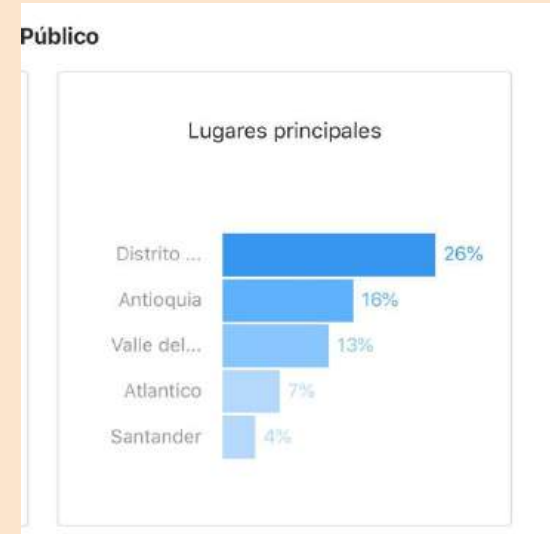 Público
Lugares principales
Distrito ... 26%
Antioquia 16%
Valle del... 13%
Atlantico 7%
Santander 4%